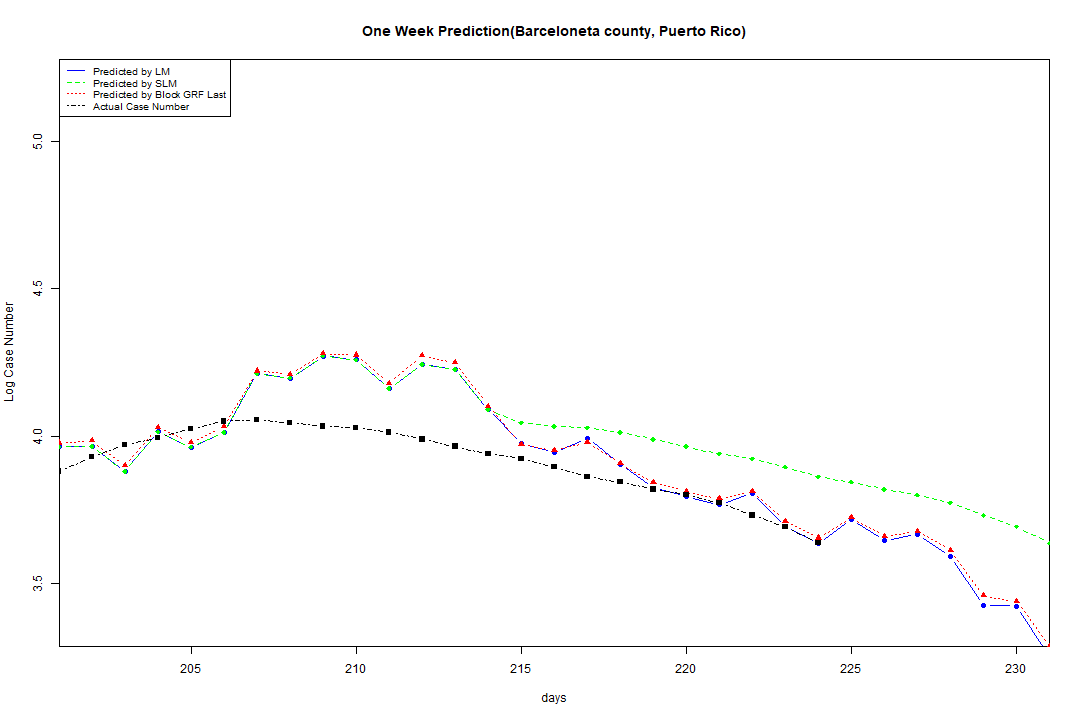 One Week Prediction(Barceloneta county, Puerto Rico)
Predicted by LM
Predicted by SLM
Predicted by Block GRF Last
Actual Case Number
5.0
4.5
4.0
3.5
Log Case Number
205 210 215 220 225 230
days